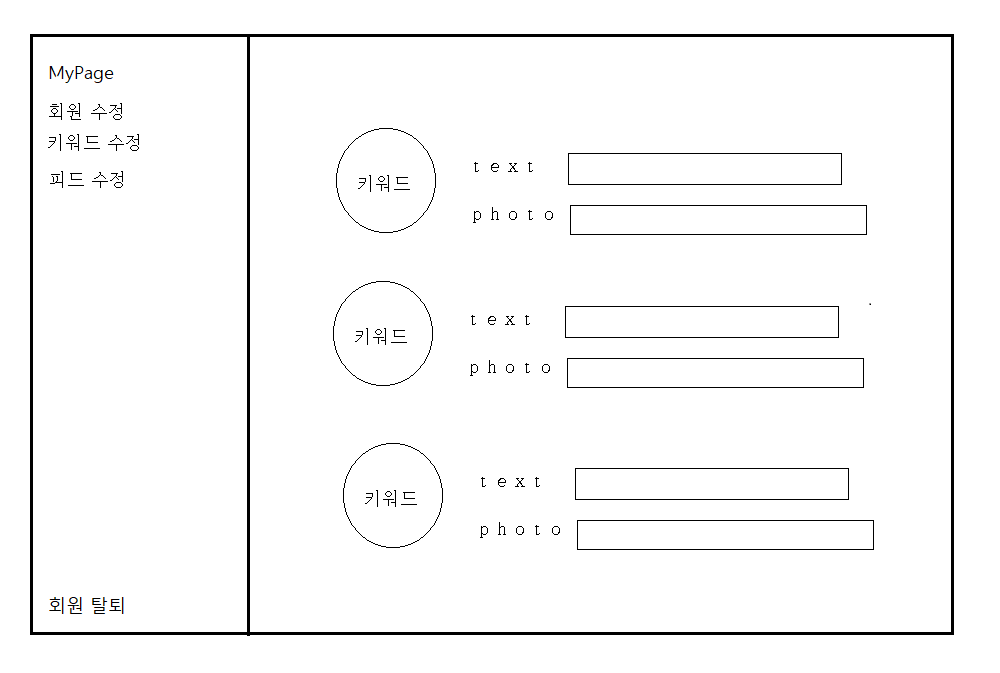 MyPage
회원 수정
키워드 수정
피드 수정
회원 탈퇴
키워드
text
photo
키워드
text
photo
키워드
text
photo